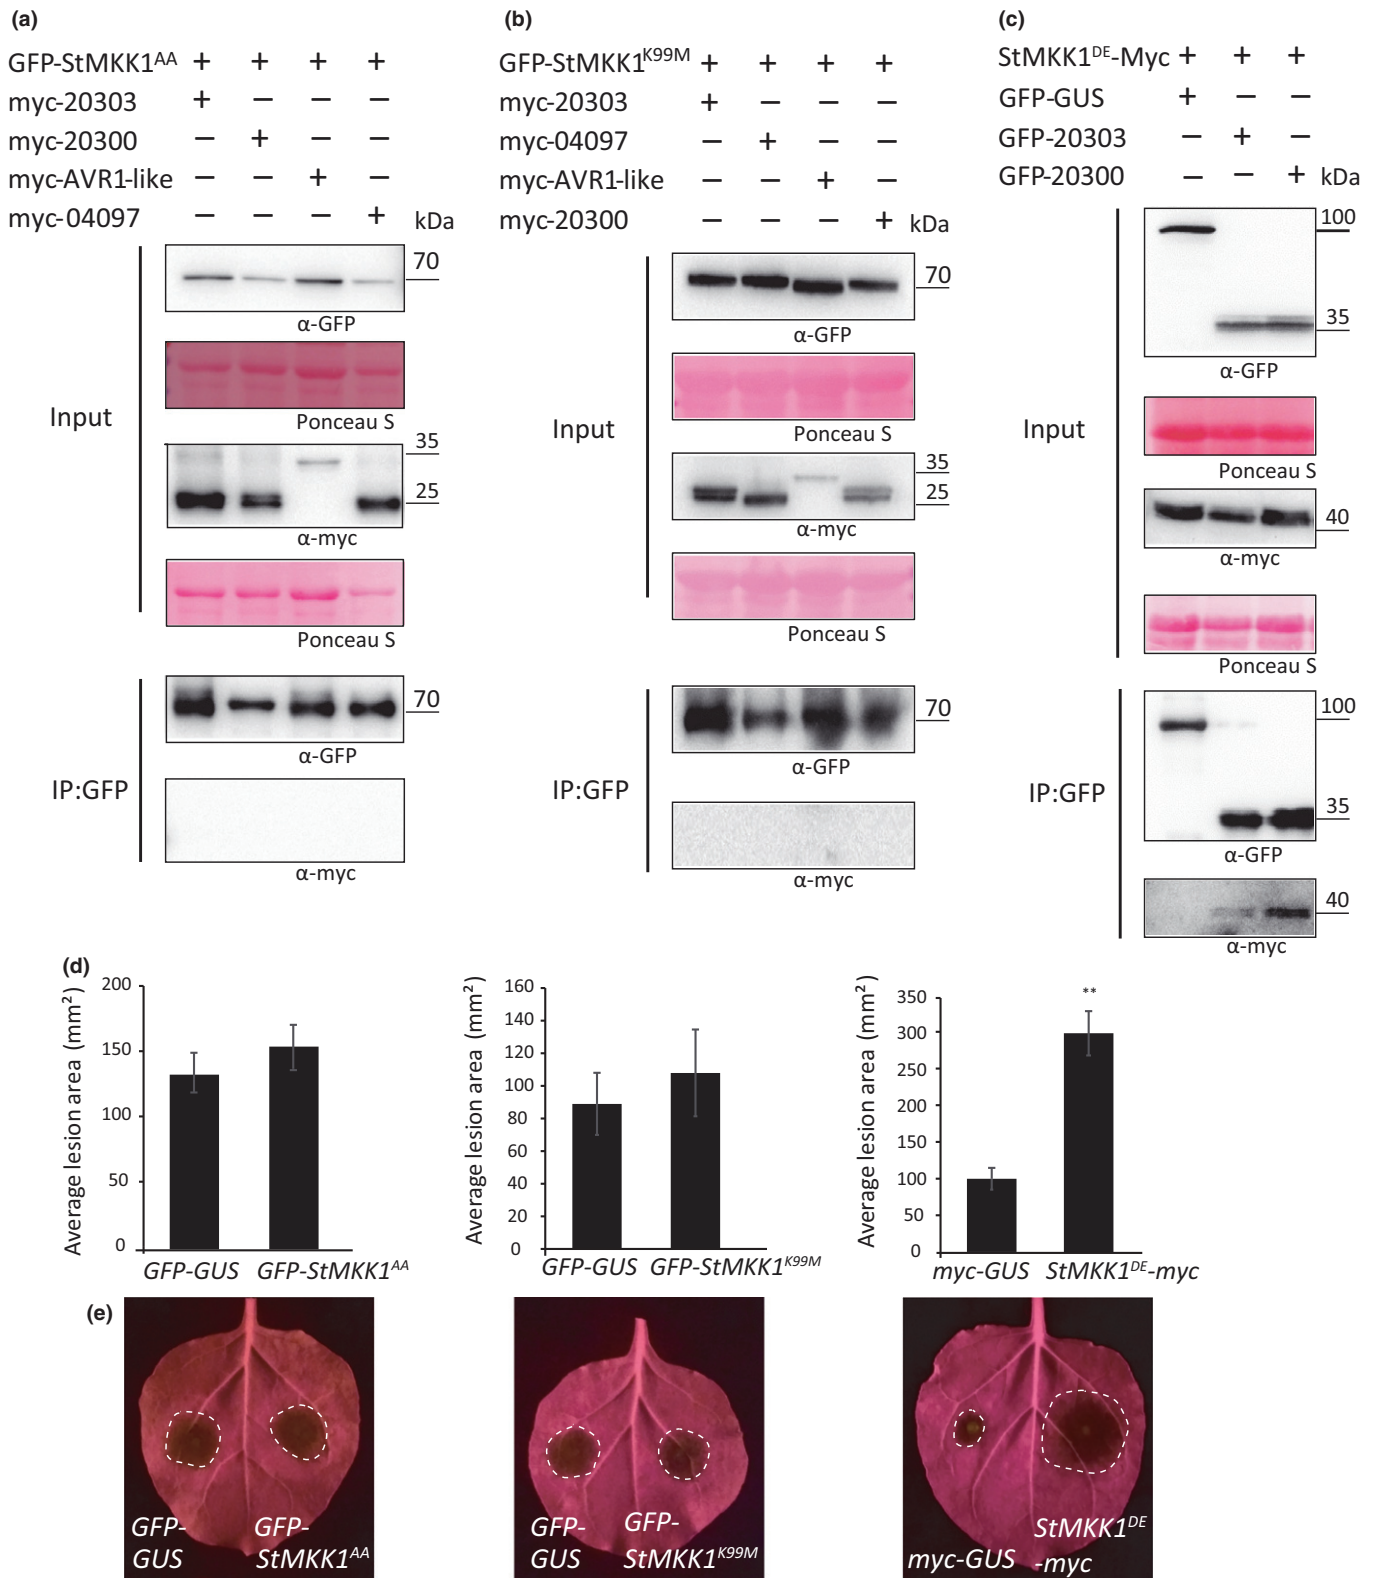 (a)
GFP-StMKK1^AA + + + +
myc-20303 + − − −
myc-20300 − + − −
myc-AVR1-like − − + −
myc-04097 − − − + kDa
Input
70
α-GFP
Ponceau S
35
25
α-myc
Ponceau S
IP:GFP
70
α-GFP
α-myc
(b)
GFP-StMKK1^K99M + + + +
myc-20303 + − − −
myc-04097 − + − −
myc-AVR1-like − − + −
myc-20300 − − − + kDa
Input
70
α-GFP
Ponceau S
35
25
α-myc
Ponceau S
IP:GFP
70
α-GFP
α-myc
(c)
StMKK1^DE-Myc + + +
GFP-GUS + − −
GFP-20303 − + −
GFP-20300 − − + kDa
Input
100
35
α-GFP
Ponceau S
40
α-myc
Ponceau S
IP:GFP
100
35
α-GFP
40
α-myc
(d)
Average lesion area (mm²)
200
150
100
50
0
GFP-GUS GFP-StMKK1^AA
Average lesion area (mm²)
160
140
120
100
80
60
40
20
0
GFP-GUS GFP-StMKK1^K99M
Average lesion area (mm²)
350
300
250
200
150
100
50
0
**
myc-GUS StMKK1^DE-myc
(e)
GFP-
GUS
GFP-
StMKK1^AA
GFP-
GUS
GFP-
StMKK1^K99M
myc-GUS
StMKK1^DE
-myc